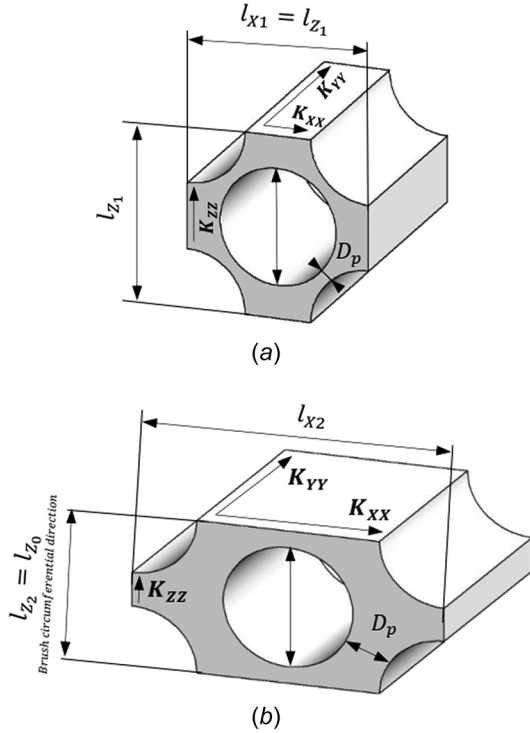 l_{X1} = l_{Z_1}
K_{YY}
K_{XX}
l_{Z_1}
K_{ZZ}
D_p
(a)
l_{X2}
K_{YY}
K_{XX}
l_{Z_2} = l_{Z_0}
Brush circumferential direction
K_{ZZ}
D_p
(b)